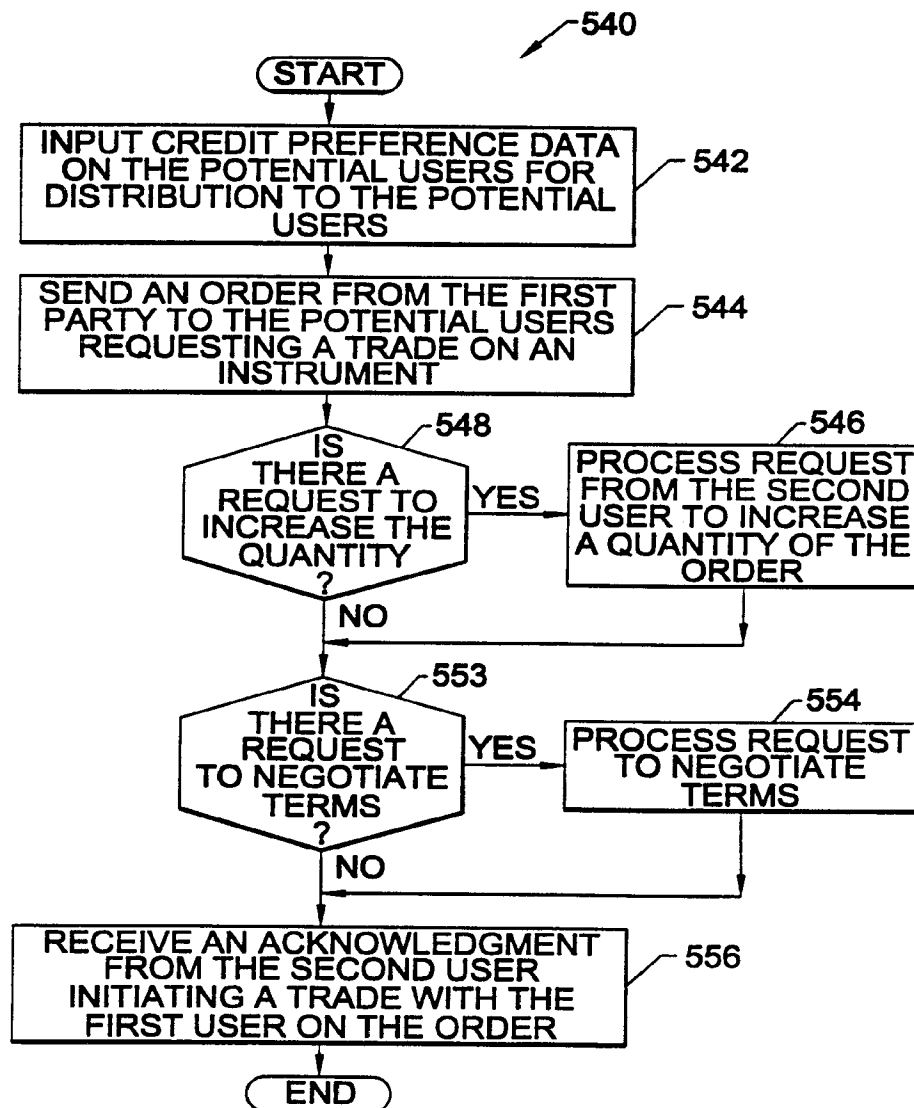 540
START
INPUT CREDIT PREFERENCE DATA
ON THE POTENTIAL USERS FOR
DISTRIBUTION TO THE POTENTIAL
USERS
542
SEND AN ORDER FROM THE FIRST
PARTY TO THE POTENTIAL USERS
REQUESTING A TRADE ON AN
INSTRUMENT
544
548
IS
THERE A
REQUEST TO
INCREASE THE
QUANTITY
?
YES
546
PROCESS REQUEST
FROM THE SECOND
USER TO INCREASE
A QUANTITY OF THE
ORDER
NO
553
IS
THERE A
REQUEST
TO NEGOTIATE
TERMS
?
YES
554
PROCESS REQUEST
TO NEGOTIATE
TERMS
NO
RECEIVE AN ACKNOWLEDGMENT
FROM THE SECOND USER
INITIATING A TRADE WITH THE
FIRST USER ON THE ORDER
556
END